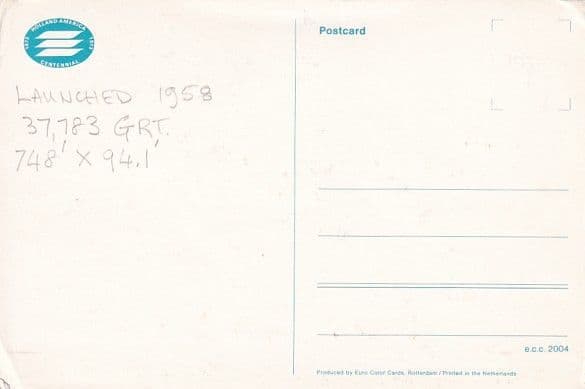 HOLLAND AMERICA
1873 1973
CENTENNIAL
Postcard
LAUNCHED 1958
37,783 GRT.
748' X 94.1'
e.c.c. 2004
Produced by Euro Color Cards, Rotterdam / Printed in the Netherlands